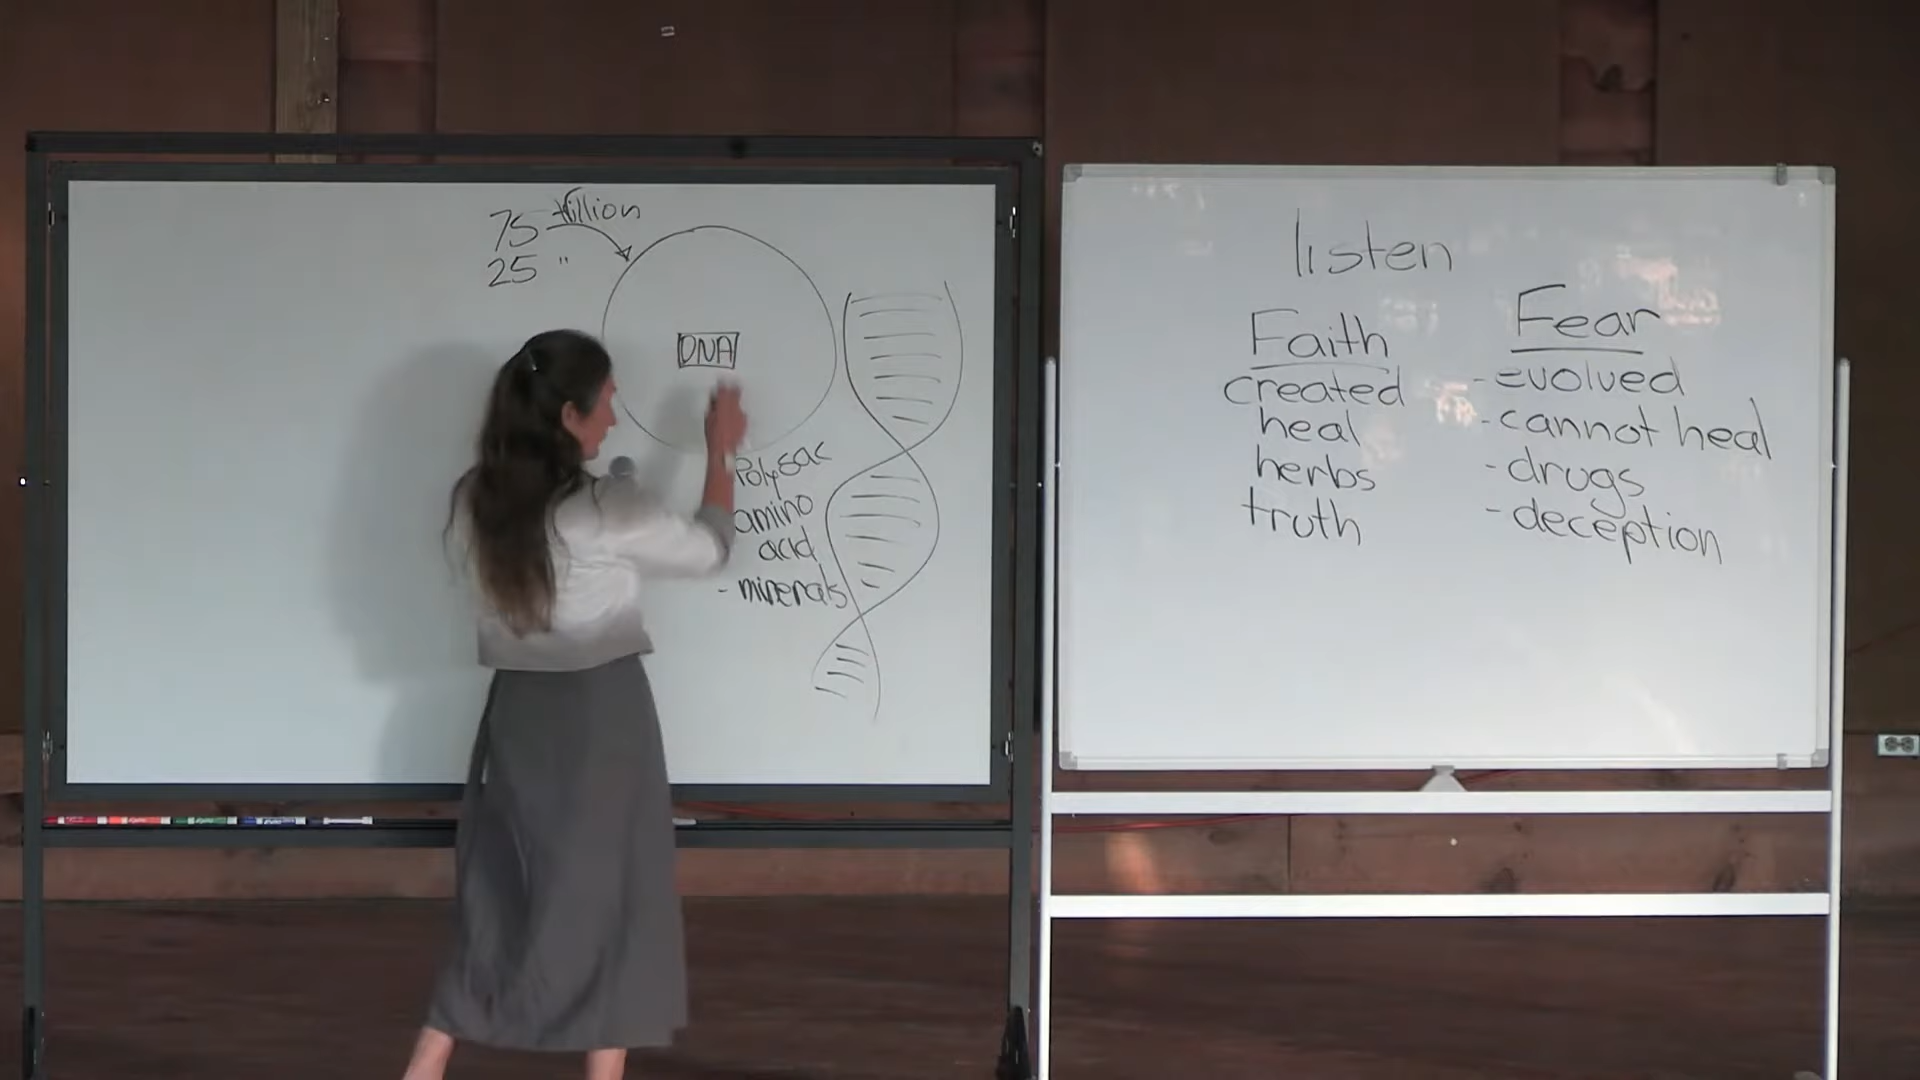 75 trillion
25 "
DNA
Polysac
amino
acid
- minerals
listen
Faith
created
heal
herbs
truth
Fear
- evolved
- cannot heal
- drugs
- deception